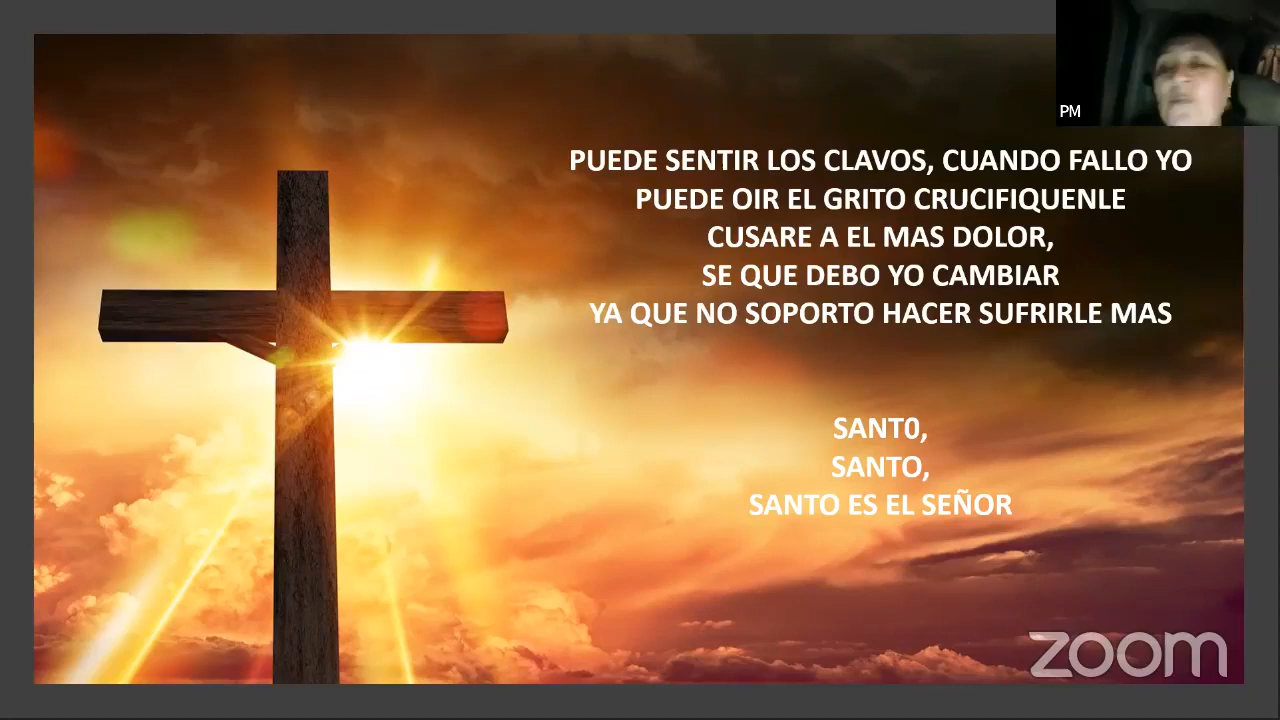 PM
PUEDE SENTIR LOS CLAVOS, CUANDO FALLO YO
PUEDE OIR EL GRITO CRUCIFIQUENLE
CUSARE A EL MAS DOLOR,
SE QUE DEBO YO CAMBIAR
YA QUE NO SOPORTO HACER SUFRIRLE MAS
SANT0,
SANTO,
SANTO ES EL SEÑOR
zoom